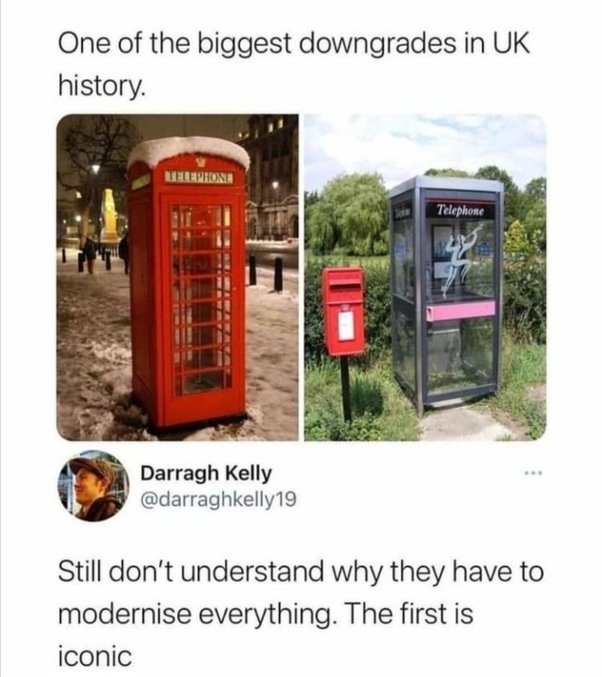 One of the biggest downgrades in UK
history.
TELEPHONE
Telephone
Darragh Kelly
@darraghkelly19
Still don't understand why they have to
modernise everything. The first is
iconic